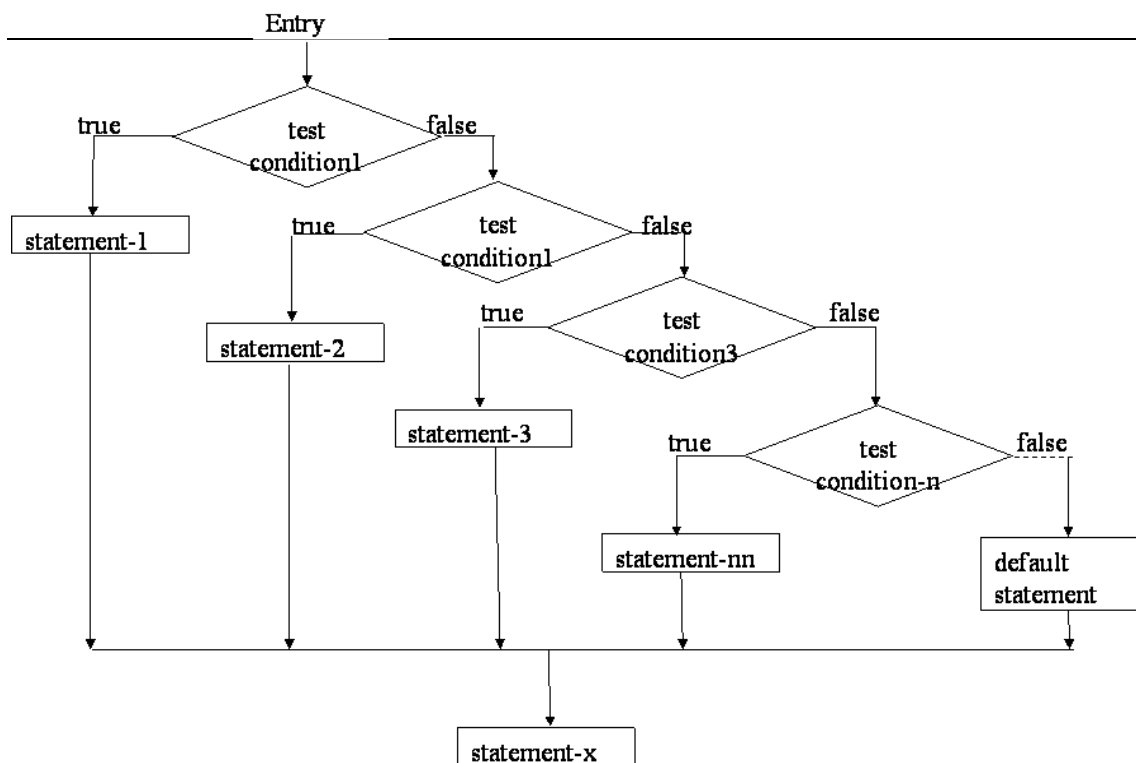 Entry
true
false
test
condition1
statement-1
true
test
condition1
false
statement-2
true
test
condition3
false
statement-3
true
test
condition-n
false
statement-nn
default
statement
statement-x